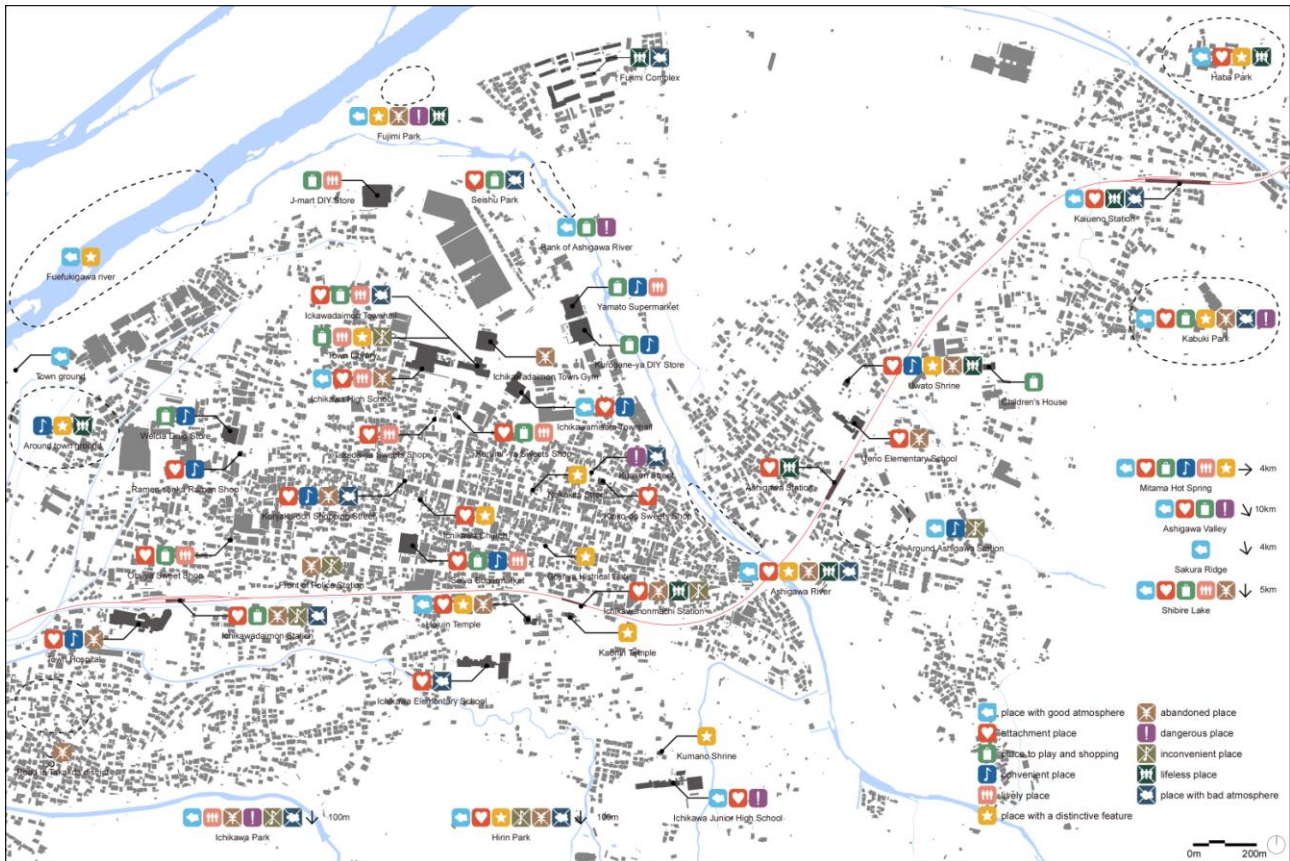 Fujimi Complex
Haba Park
Fujimi Park
J-mart DIY Store
Seishu Park
Kaiueno Station
Bank of Ashigawa River
Fuefukigawa river
Ickawadaimon Townhall
Yamato Supermarket
Kabuki Park
Town Library
Kurogane-ya DIY Store
Town ground
Ichikawadaimon Town Gym
Ichikawa High School
Uwato Shrine
Children's House
Ichikawamisato Townhall
Around town ground
Welcia Drug Store
Takeda-ya Sweets Shop
Ueno Elementary School
Ashigawa Station
4km
Mitama Hot Spring
Ichikawa Church
10km
Ashigawa Valley
Around Ashigawa Station
4km
Sakura Ridge
Front of Police Station
Ashigawa River
5km
Shibire Lake
Ichikawahonmachi Station
Ichikawadaimon Station
Town Hospital
Ichikawa Elementary School
Kumano Shrine
Ichikawa Junior High School
100m
Ichikawa Park
100m
Hirin Park
place with good atmosphere
abandoned place
attachment place
dangerous place
place to play and shopping
inconvenient place
convenient place
lifeless place
lively place
place with bad atmosphere
place with a distinctive feature
0m
200m